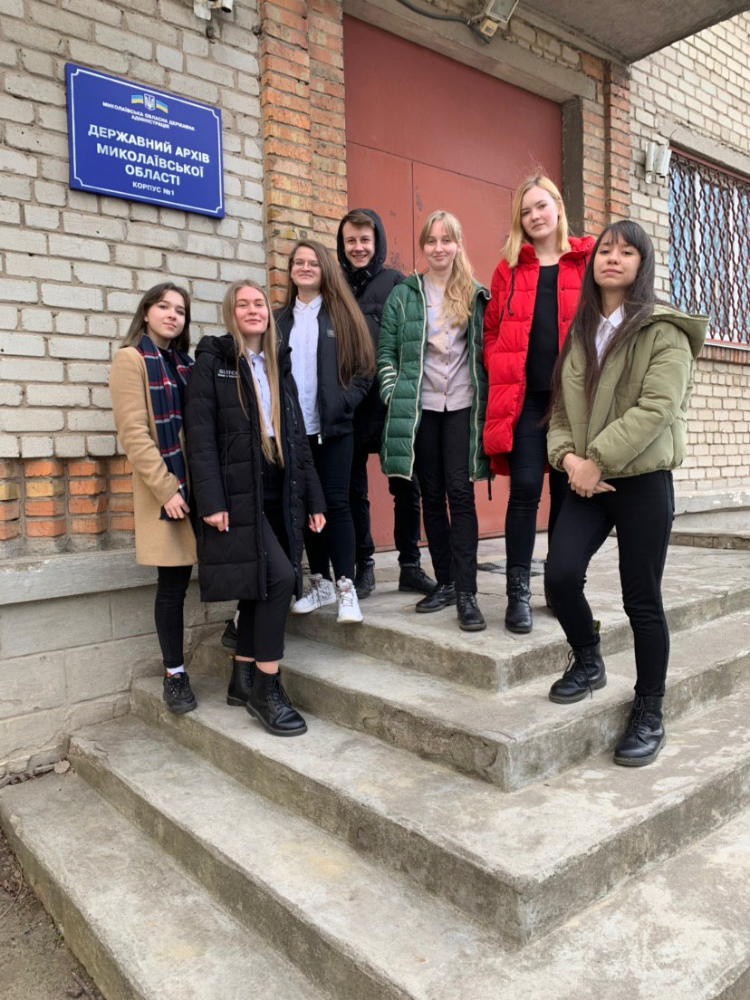 МИКОЛАЇВСЬКА ОБЛАСНА ДЕРЖАВНА
АДМІНІСТРАЦІЯ
ДЕРЖАВНИЙ АРХІВ
МИКОЛАЇВСЬКОЇ
ОБЛАСТІ
КОРПУС №1